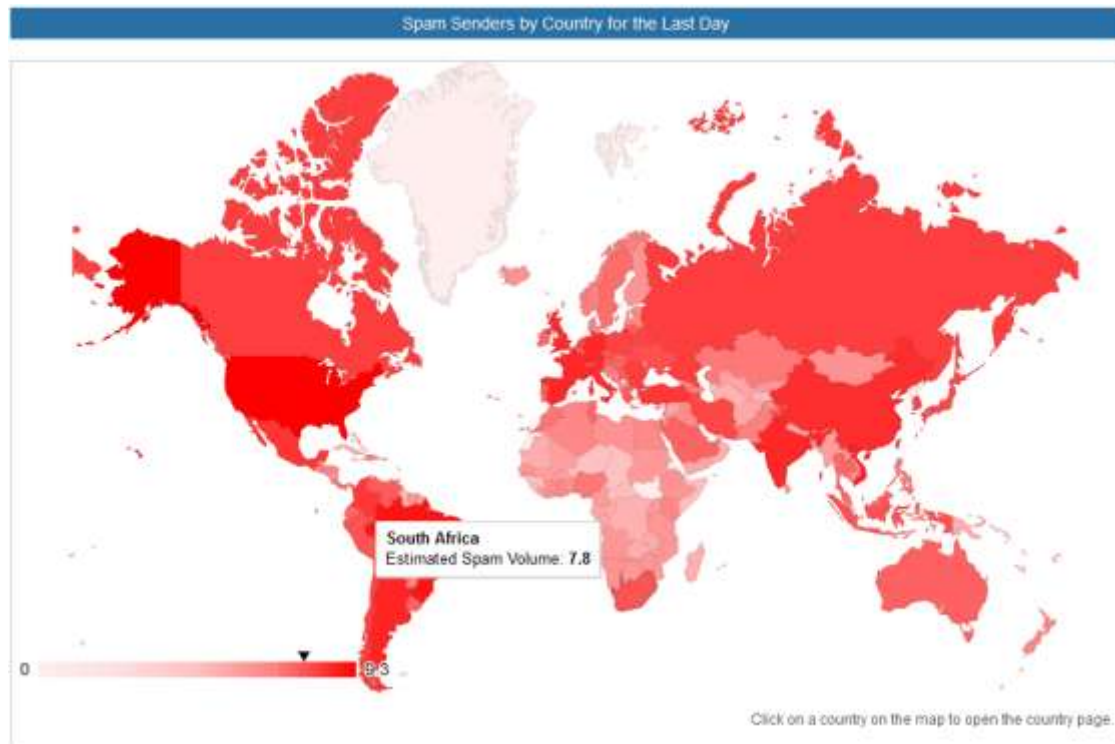 Spam Senders by Country for the Last Day
South Africa
Estimated Spam Volume: 7.8
0
9.3
Click on a country on the map to open the country page.